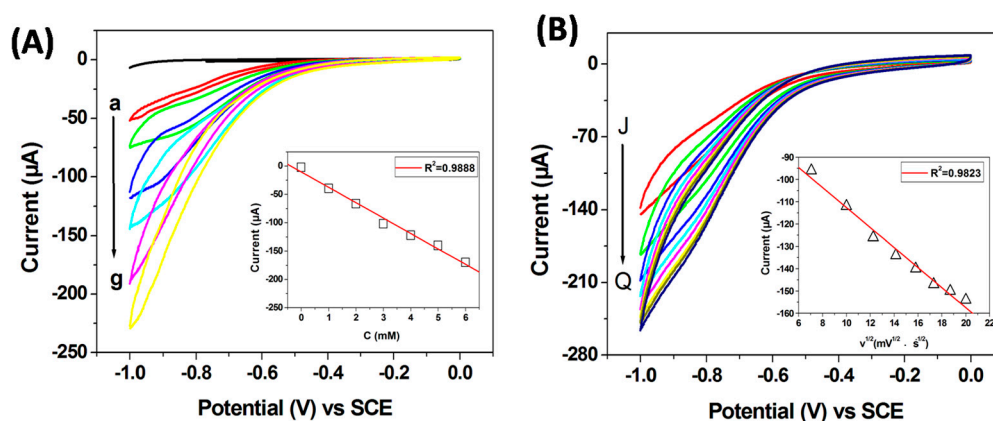 (A)
0
-50
-100
-150
-200
-250
Current (µA)
a
g
-1.0 -0.8 -0.6 -0.4 -0.2 0.0
Potential (V) vs SCE
R²=0.9888
0
-50
-100
-150
-200
-250
Current (µA)
0 1 2 3 4 5 6
C (mM)
(B)
0
-70
-140
-210
-280
Current (µA)
J
Q
-1.0 -0.8 -0.6 -0.4 -0.2 0.0
Potential (V) vs SCE
R²=0.9823
-90
-100
-110
-120
-130
-140
-150
-160
Current (µA)
6 8 10 12 14 16 18 20 22
v¹/²(mV¹/² · s¹/²)